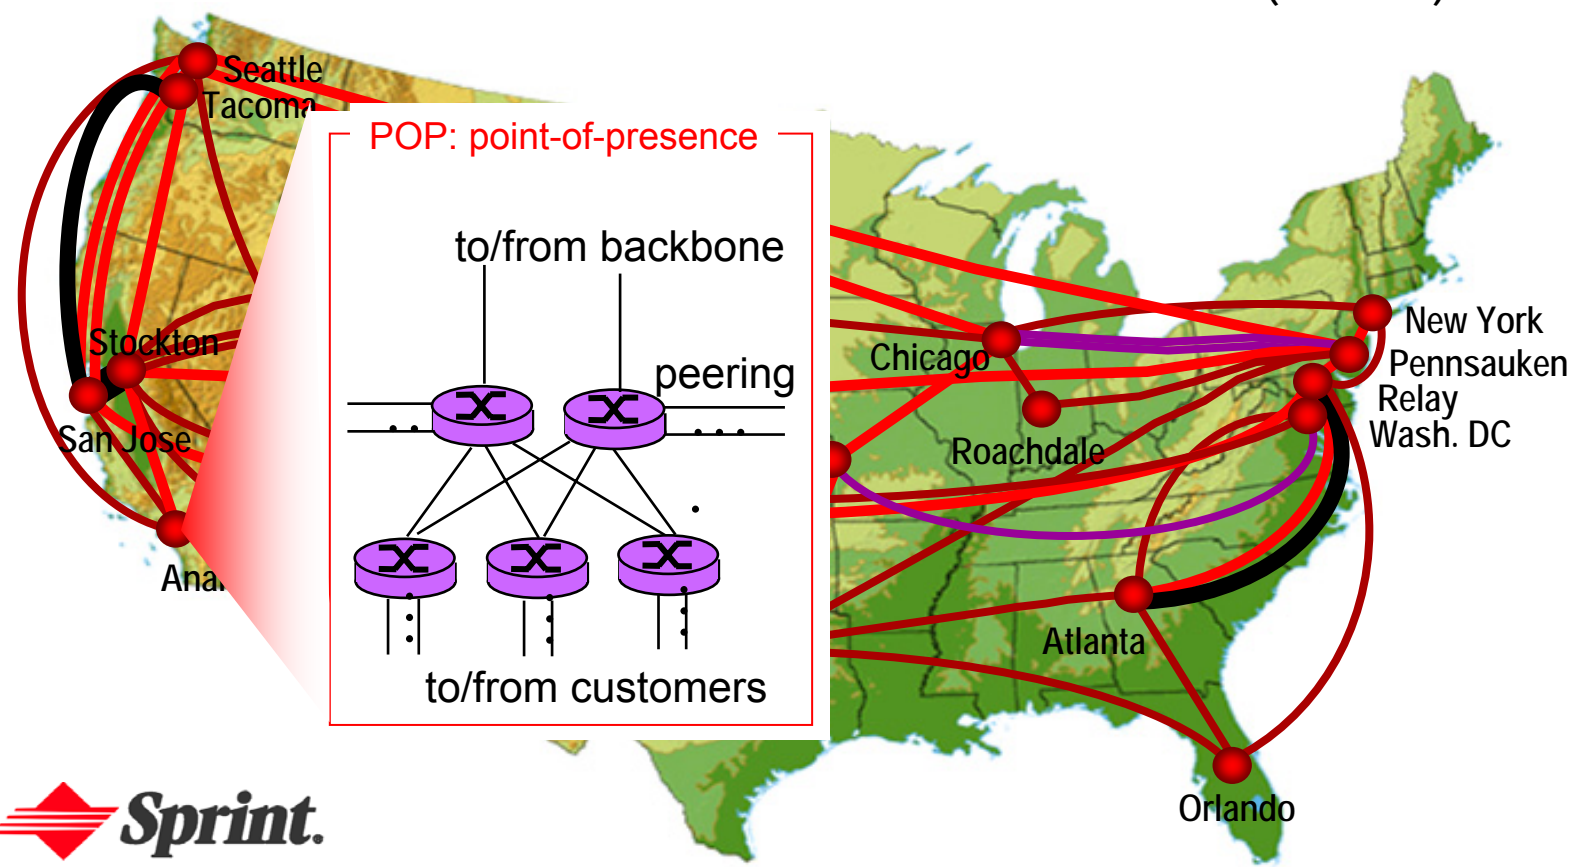 Seattle
Tacoma
POP: point-of-presence
to/from backbone
peering
to/from customers
Stockton
San Jose
Anai
Chicago
Roachdale
New York
Pennsauken
Relay
Wash. DC
Atlanta
Orlando
Sprint.